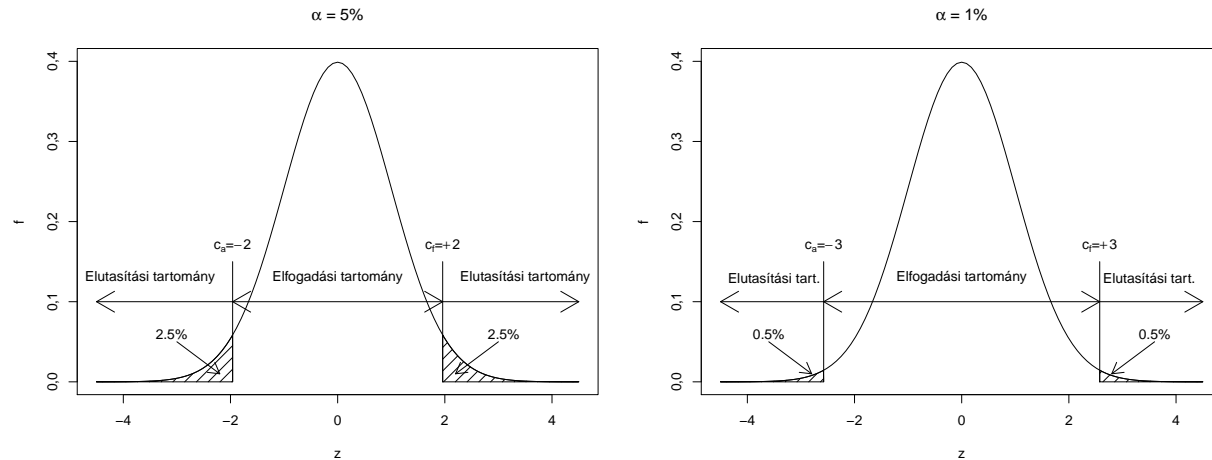 α = 5%
0,4
0,3
0,2
0,1
0,0
f
c_a=−2
c_f=+2
Elutasítási tartomány
Elfogadási tartomány
Elutasítási tartomány
2.5%
2.5%
−4
−2
0
2
4
z
α = 1%
0,4
0,3
0,2
0,1
0,0
f
c_a=−3
c_f=+3
Elutasítási tart.
Elfogadási tartomány
Elutasítási tart.
0.5%
0.5%
−4
−2
0
2
4
z